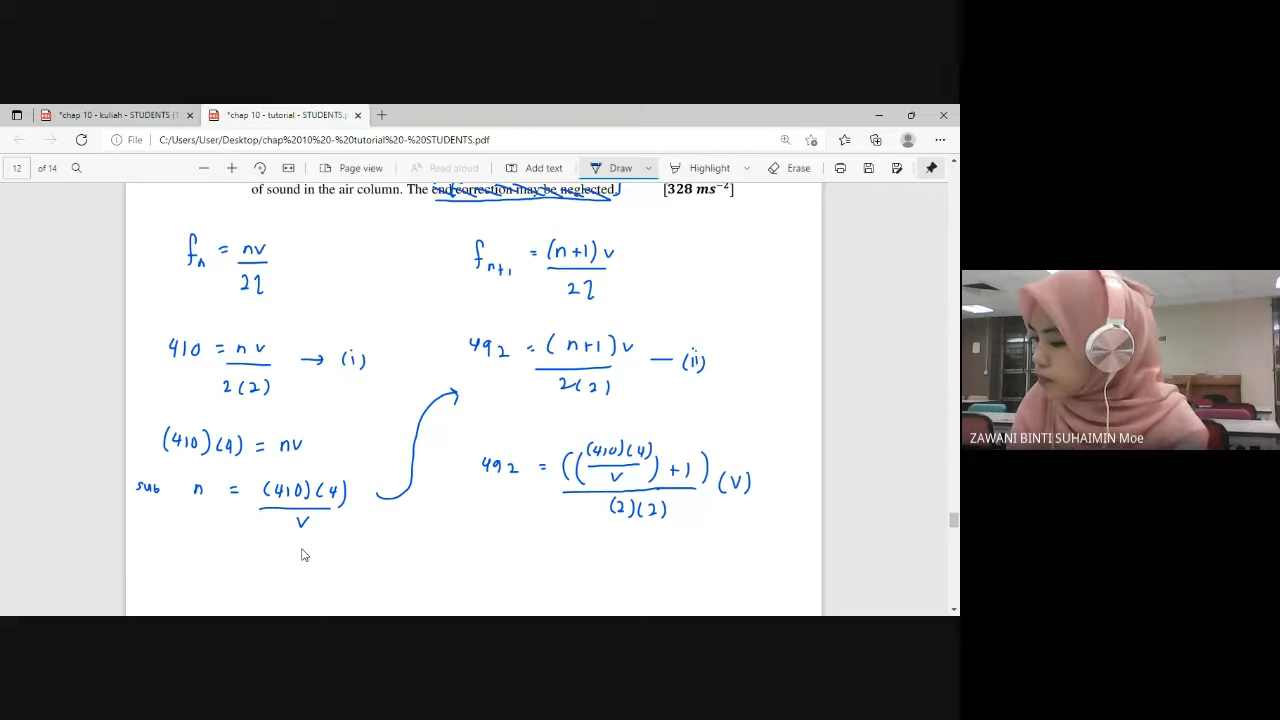 *chap 10 - kuliah - STUDENTS (1
*chap 10 - tutorial - STUDENTS.p
File C:/Users/User/Desktop/chap%2010%20-%20tutorial%20-%20STUDENTS.pdf
12 of 14 Page view Read aloud Add text Draw Highlight Erase
of sound in the air column. The end correction may be neglected. [328 ms⁻²]
fₙ = nv / 2l
fₙ₊₁ = (n+1) v / 2l
410 = nv / 2(2) → (i)
492 = (n+1) v / 2(2) — (ii)
(410)(4) = nv
sub n = (410)(4) / v
492 = (((410)(4) / v) + 1) / (2)(2) (v)
ZAWANI BINTI SUHAIMIN Moe